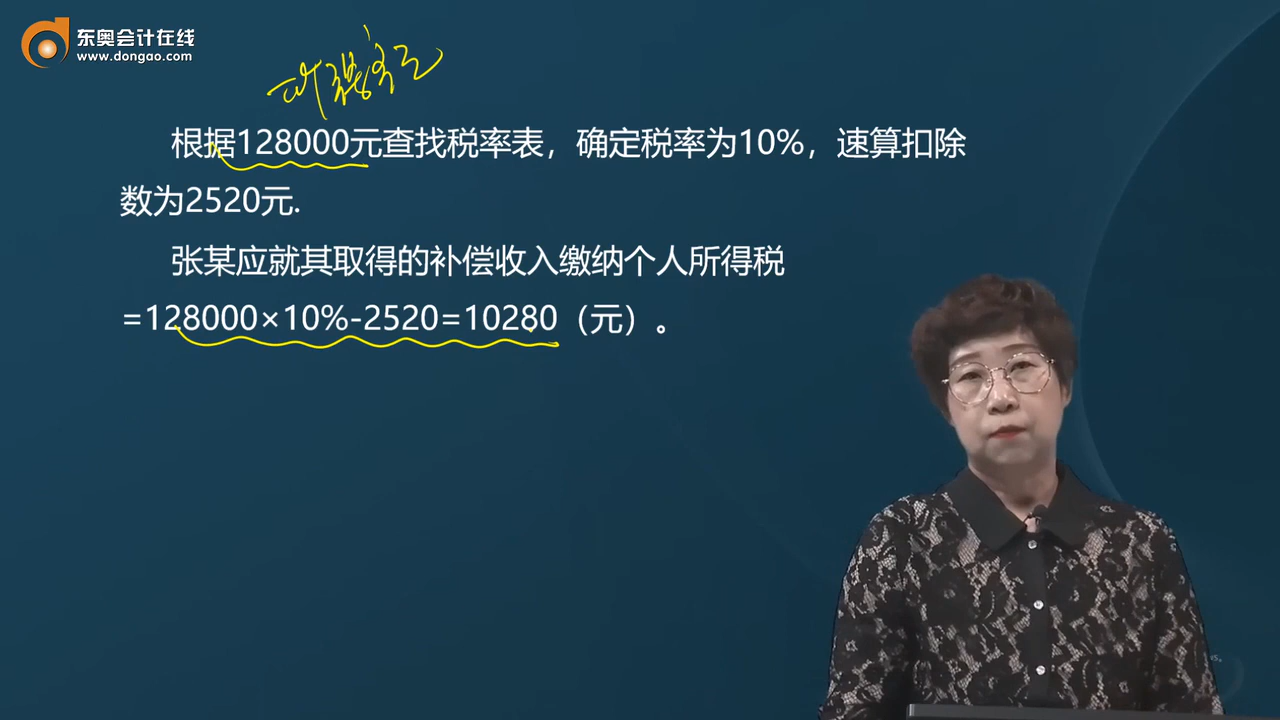 东奥会计在线
www.dongao.com
根据128000元查找税率表，确定税率为10%，速算扣除
数为2520元.
张某应就其取得的补偿收入缴纳个人所得税
=128000×10%-2520=10280（元）。